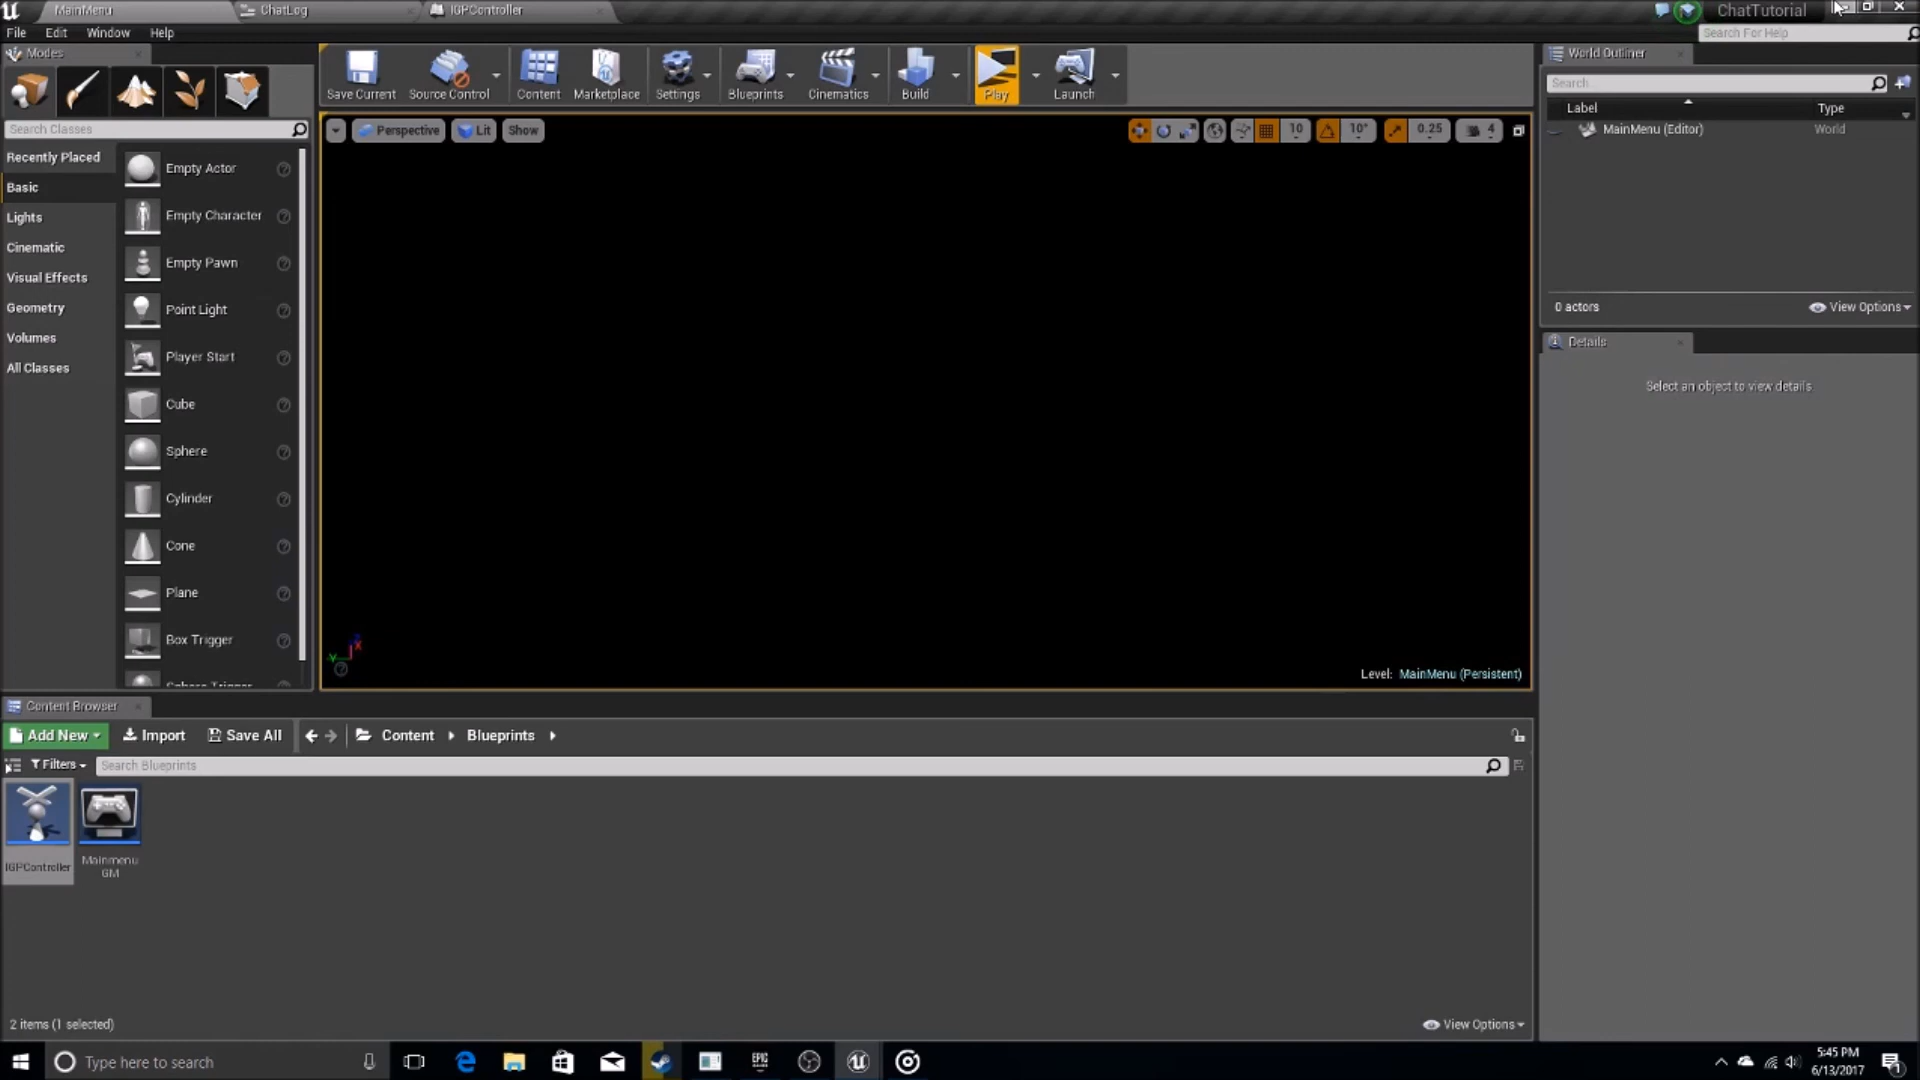 MainMenu
ChatLog
IGPController
ChatTutorial
File
Edit
Window
Help
Search For Help
Modes
Save Current
Source Control
Content
Marketplace
Settings
Blueprints
Cinematics
Build
Play
Launch
World Outliner
Search
Label
Type
MainMenu (Editor)
World
0 actors
View Options
Details
Select an object to view details
Search Classes
Recently Placed
Basic
Lights
Cinematic
Visual Effects
Geometry
Volumes
All Classes
Empty Actor
Empty Character
Empty Pawn
Point Light
Player Start
Cube
Sphere
Cylinder
Cone
Plane
Box Trigger
Sphere Trigger
Perspective
Lit
Show
10
10°
0.25
4
Level: MainMenu (Persistent)
Content Browser
Add New
Import
Save All
Content
Blueprints
Filters
Search Blueprints
IGPController
Mainmenu
GM
2 items (1 selected)
View Options
Type here to search
EPIC
GAMES
5:45 PM
6/13/2017
1